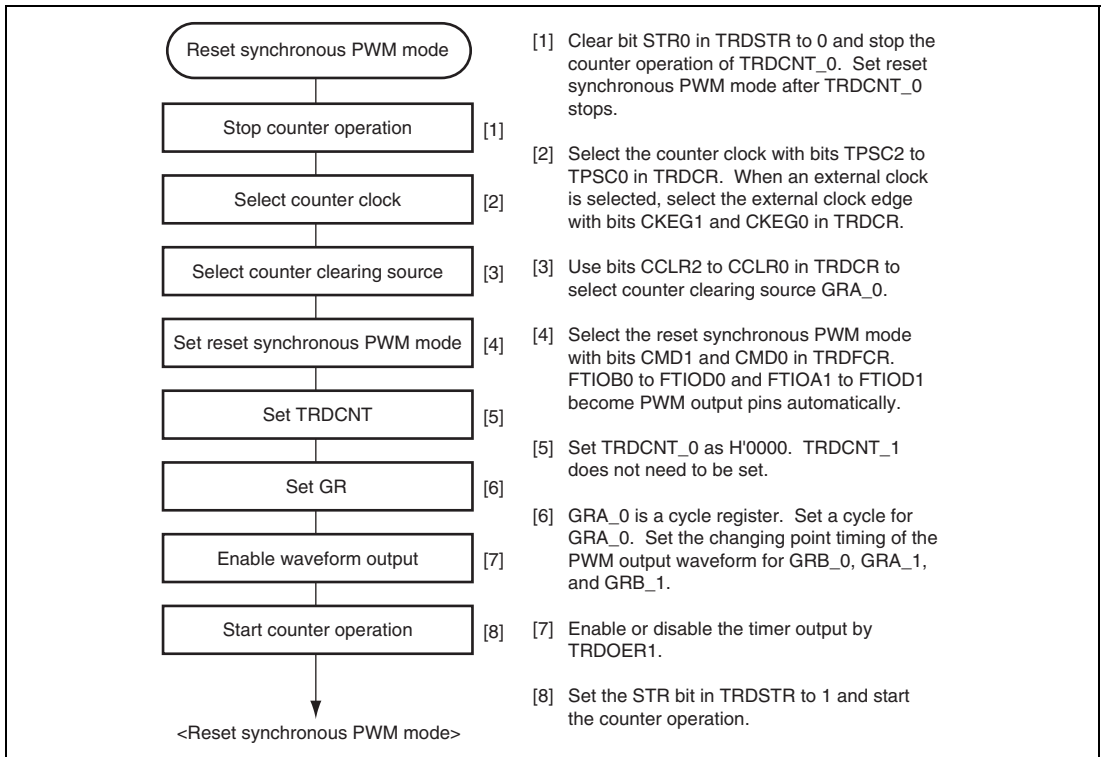 Reset synchronous PWM mode
Stop counter operation [1]
Select counter clock [2]
Select counter clearing source [3]
Set reset synchronous PWM mode [4]
Set TRDCNT [5]
Set GR [6]
Enable waveform output [7]
Start counter operation [8]
<Reset synchronous PWM mode>
[1] Clear bit STR0 in TRDSTR to 0 and stop the
counter operation of TRDCNT_0. Set reset
synchronous PWM mode after TRDCNT_0
stops.
[2] Select the counter clock with bits TPSC2 to
TPSC0 in TRDCR. When an external clock
is selected, select the external clock edge
with bits CKEG1 and CKEG0 in TRDCR.
[3] Use bits CCLR2 to CCLR0 in TRDCR to
select counter clearing source GRA_0.
[4] Select the reset synchronous PWM mode
with bits CMD1 and CMD0 in TRDFCR.
FTIOB0 to FTIOD0 and FTIOA1 to FTIOD1
become PWM output pins automatically.
[5] Set TRDCNT_0 as H'0000. TRDCNT_1
does not need to be set.
[6] GRA_0 is a cycle register. Set a cycle for
GRA_0. Set the changing point timing of the
PWM output waveform for GRB_0, GRA_1,
and GRB_1.
[7] Enable or disable the timer output by
TRDOER1.
[8] Set the STR bit in TRDSTR to 1 and start
the counter operation.